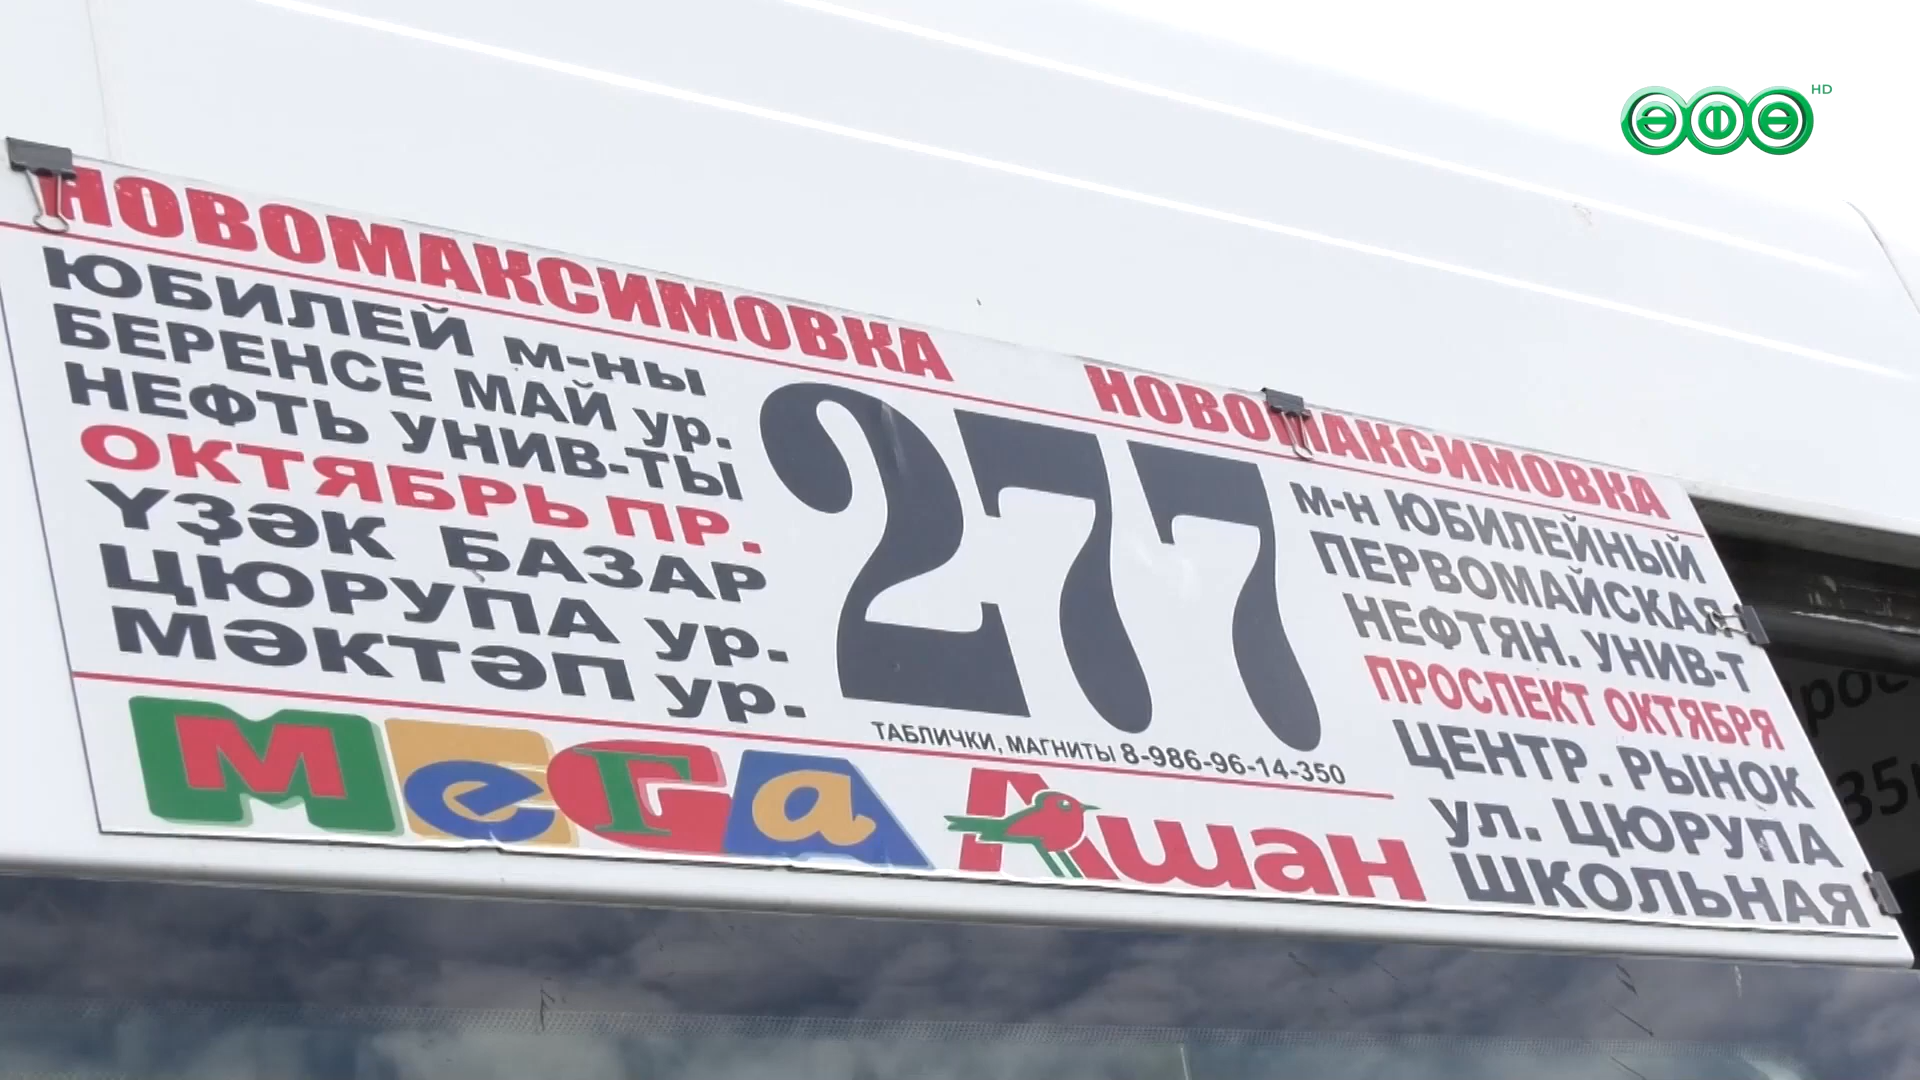 ӘФӨ HD
НОВОМАКСИМОВКА
ЮБИЛЕЙ м-ны
БЕРЕНСЕ МАЙ ур.
НЕФТЬ УНИВ-ТЫ
ОКТЯБРЬ ПР.
ҮҘӘК БАЗАР
ЦЮРУПА ур.
МӘКТӘП ур.
277
ТАБЛИЧКИ, МАГНИТЫ 8-986-96-14-350
Мега Ашан
НОВОМАКСИМОВКА
м-н ЮБИЛЕЙНЫЙ
ПЕРВОМАЙСКАЯ
НЕФТЯН. УНИВ-Т
ПРОСПЕКТ ОКТЯБРЯ
ЦЕНТР. РЫНОК
ул. ЦЮРУПА
ШКОЛЬНАЯ